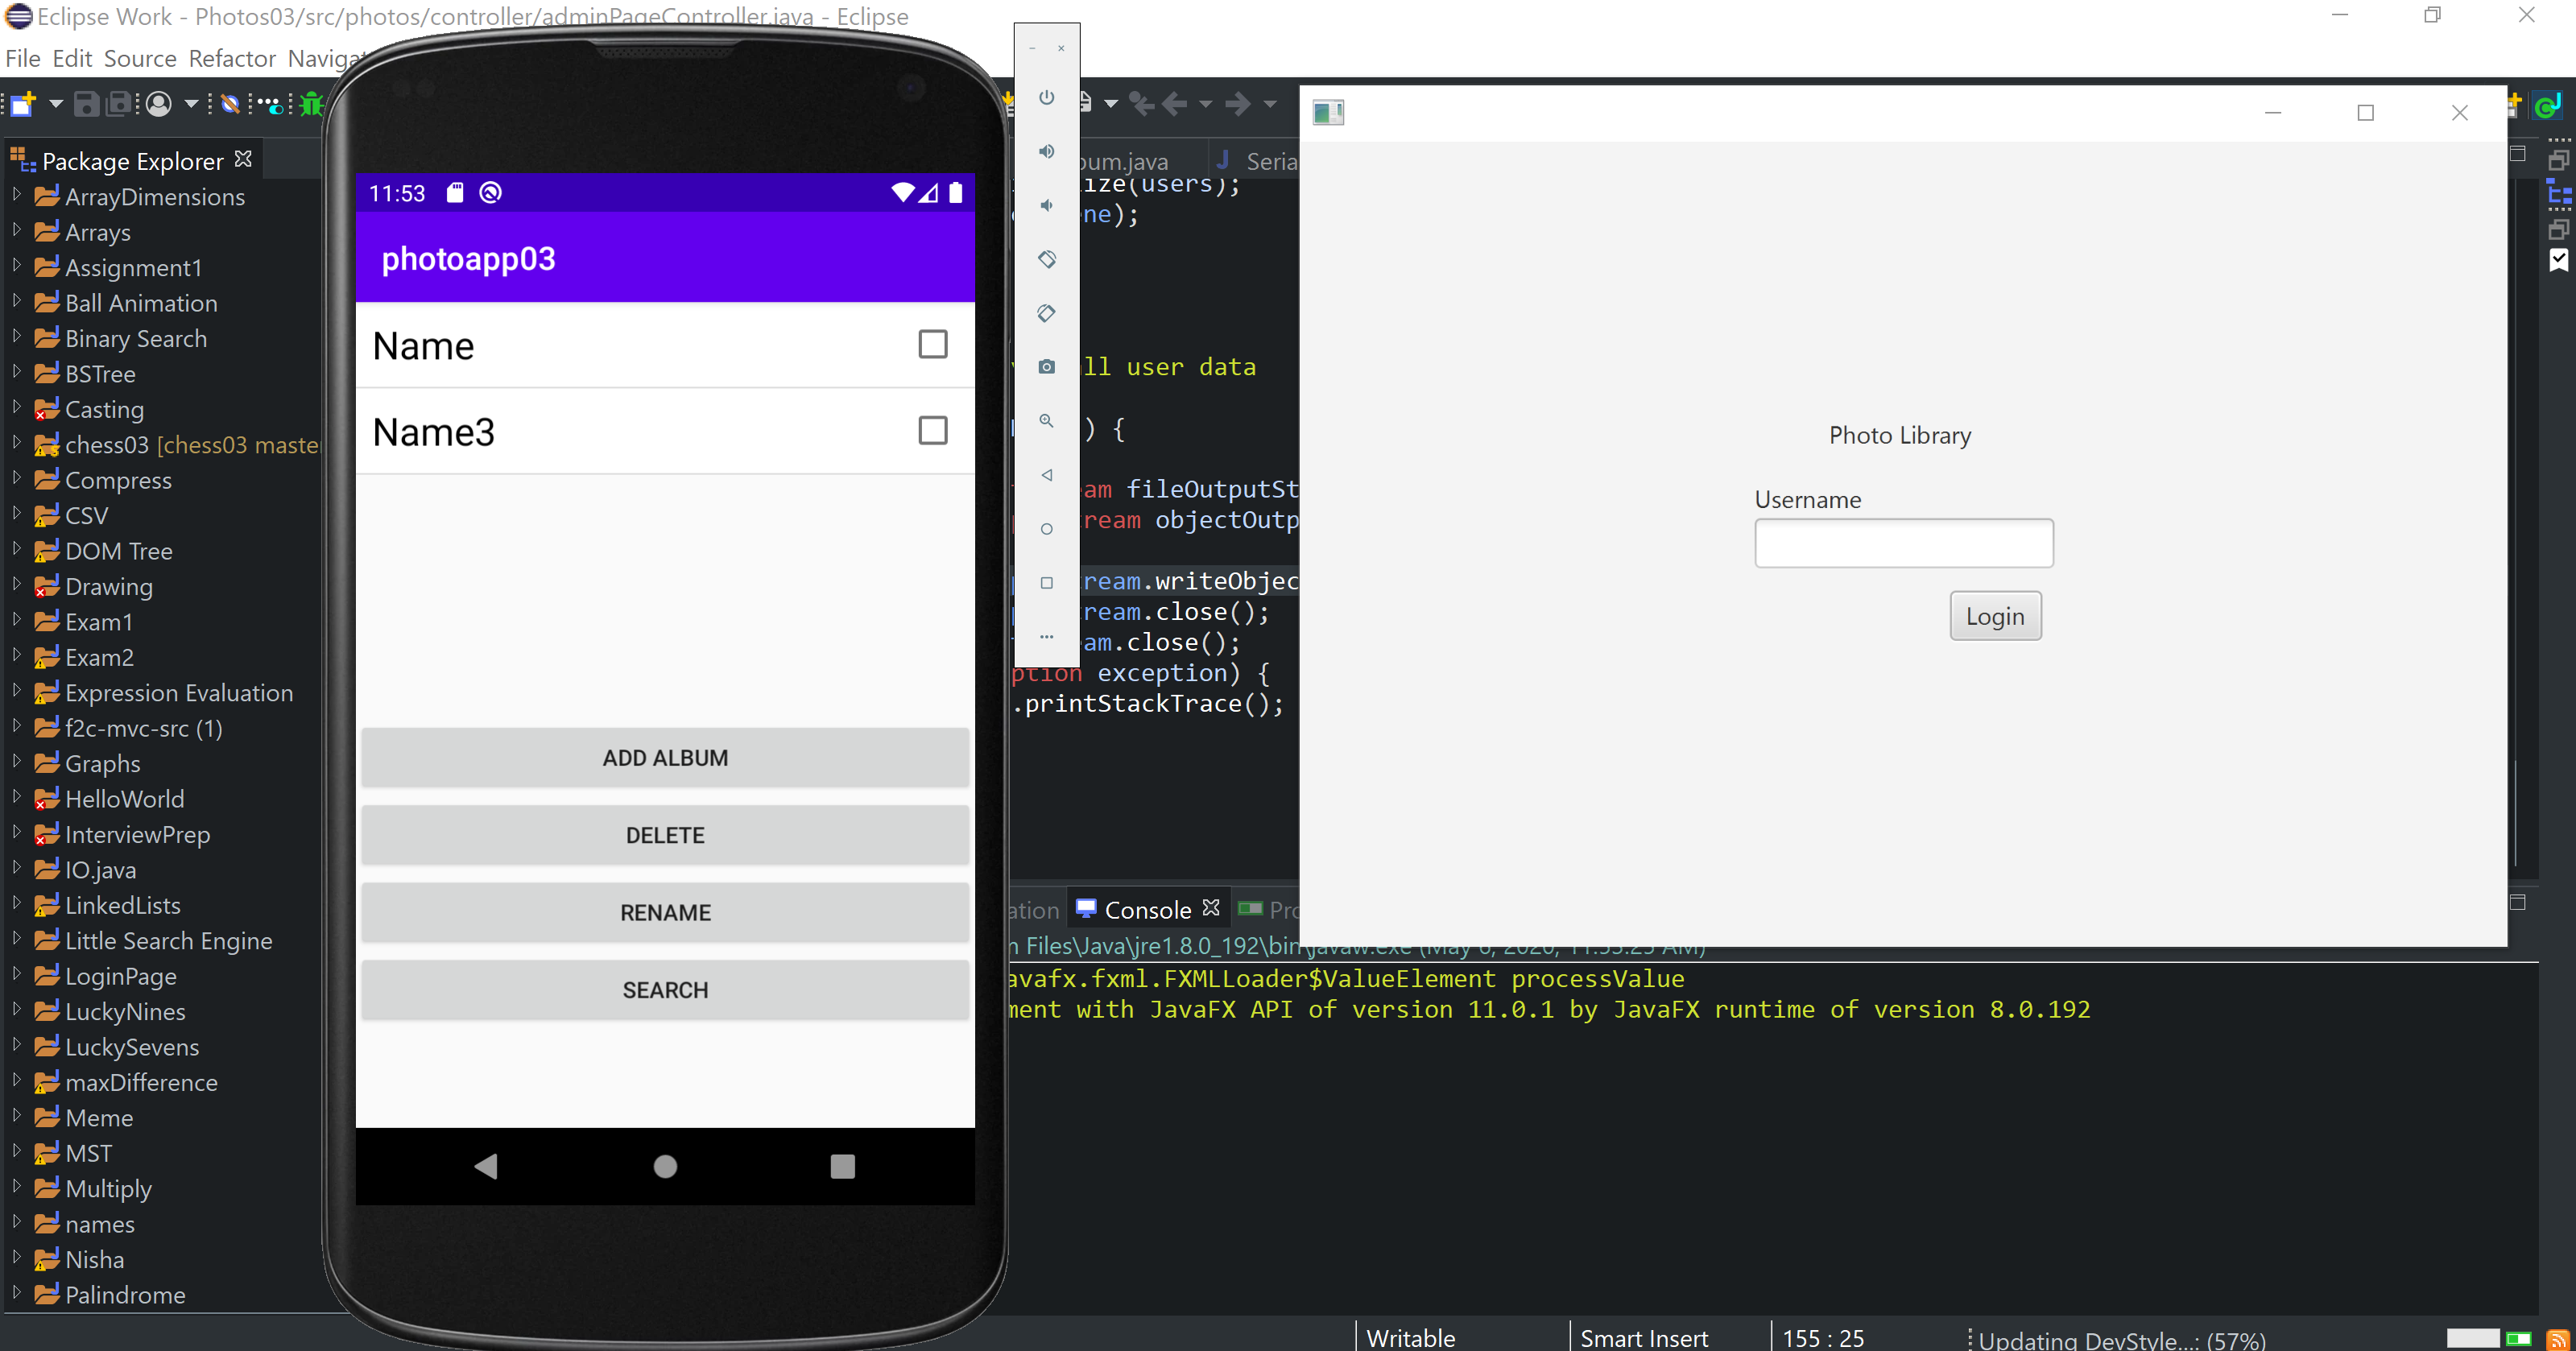 Eclipse Work - Photos03/src/photos/controller/adminPageController.java - Eclipse
File Edit Source Refactor
Package Explorer
ArrayDimensions
Arrays
Assignment1
Ball Animation
Binary Search
BSTree
Casting
chess03 [chess03 master
Compress
CSV
DOM Tree
Drawing
Exam1
Exam2
Expression Evaluation
f2c-mvc-src (1)
Graphs
HelloWorld
InterviewPrep
IO.java
LinkedLists
Little Search Engine
LoginPage
LuckyNines
LuckySevens
maxDifference
Meme
MST
Multiply
names
Nisha
Palindrome
11:53
photoapp03
Name
Name3
ADD ALBUM
DELETE
RENAME
SEARCH
bum.java Seria
ize(users);
ne);
ll user data
) {
am fileOutputSt
ream objectOutp
ream.writeObjec
ream.close();
am.close();
ption exception) {
.printStackTrace();
Photo Library
Username
Login
ation Console Pro
n Files\Java\jre1.8.0_192\bin\javaw.exe (May 6, 2020, 11:53:25 AM)
avafx.fxml.FXMLLoader$ValueElement processValue
ment with JavaFX API of version 11.0.1 by JavaFX runtime of version 8.0.192
Writable Smart Insert 155 : 25 Updating DevStyle...: (57%)